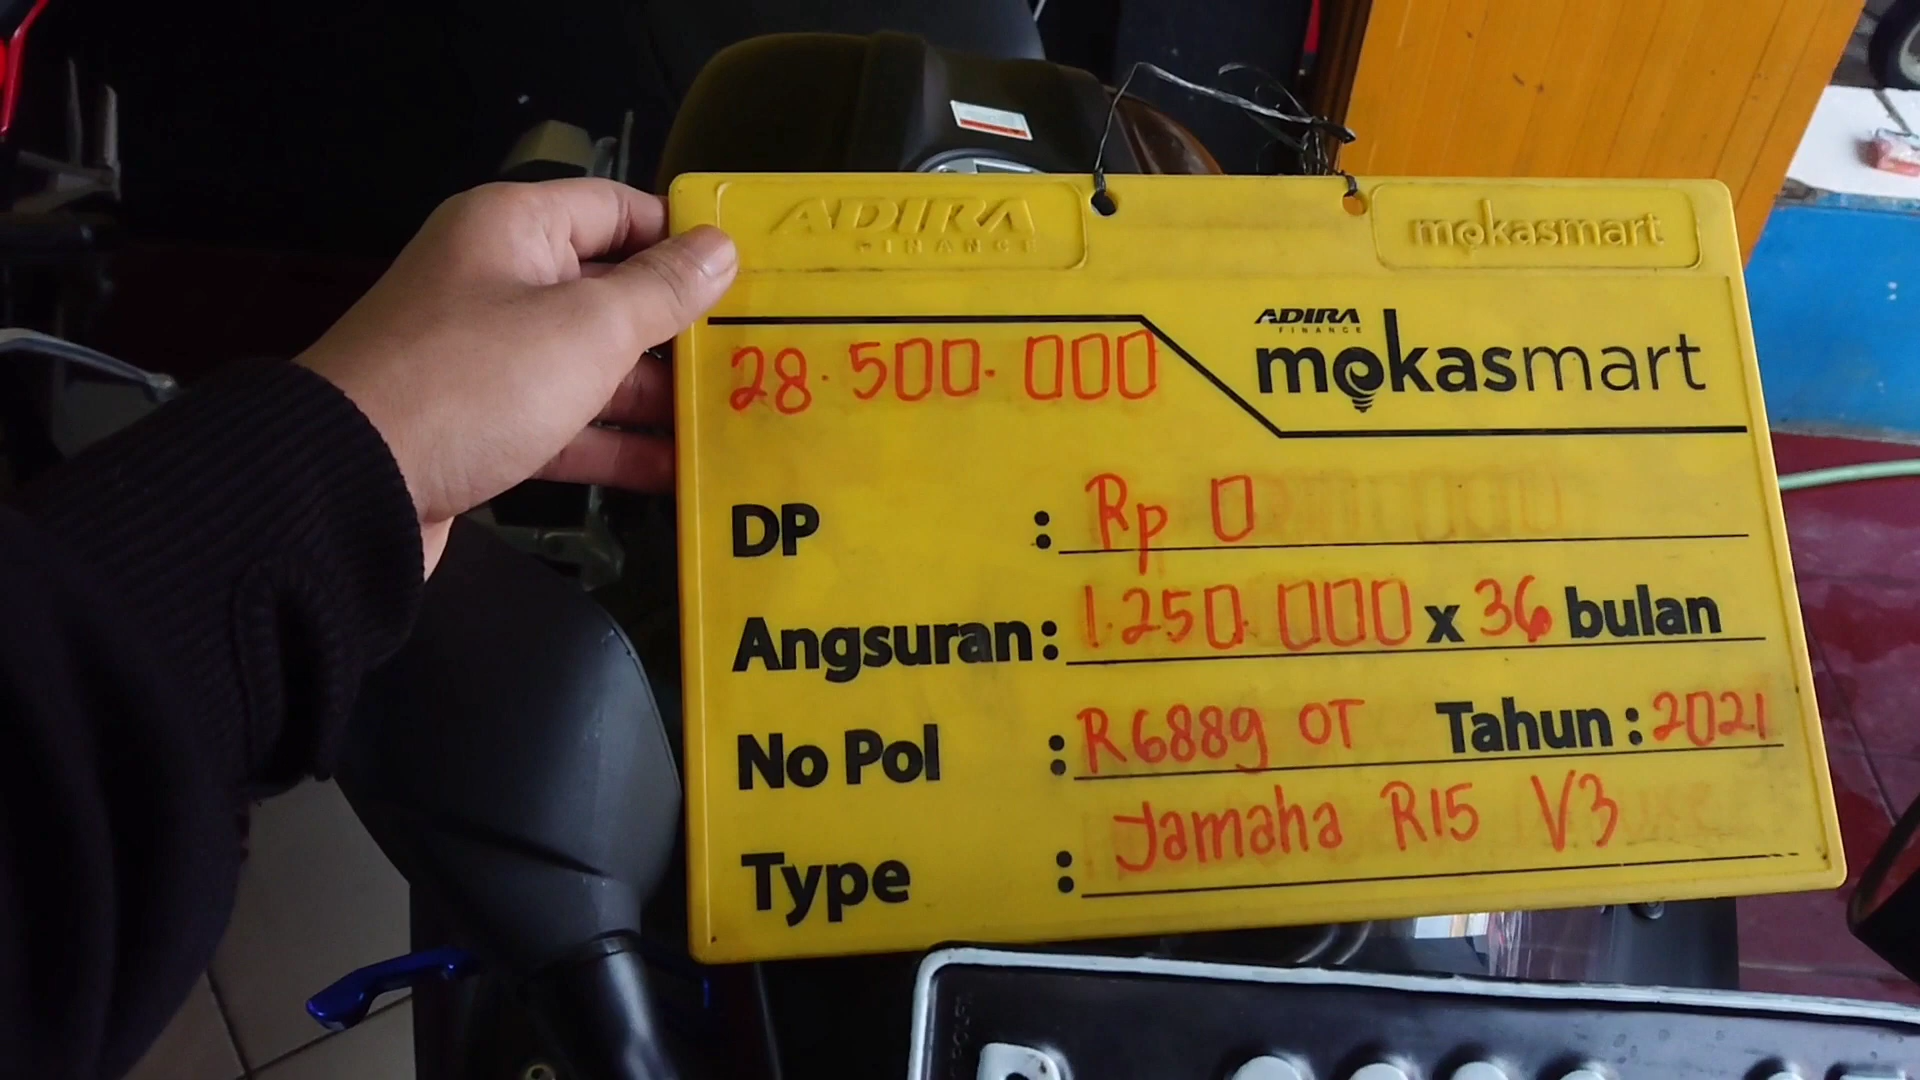 ADIRA
FINANCE
mokasmart
ADIRA
FINANCE
mokasmart
28.500.000
DP : Rp 0
Angsuran : 1.250.000 x 36 bulan
No Pol : R6889 OT Tahun : 2021
Type : Yamaha R15 V3